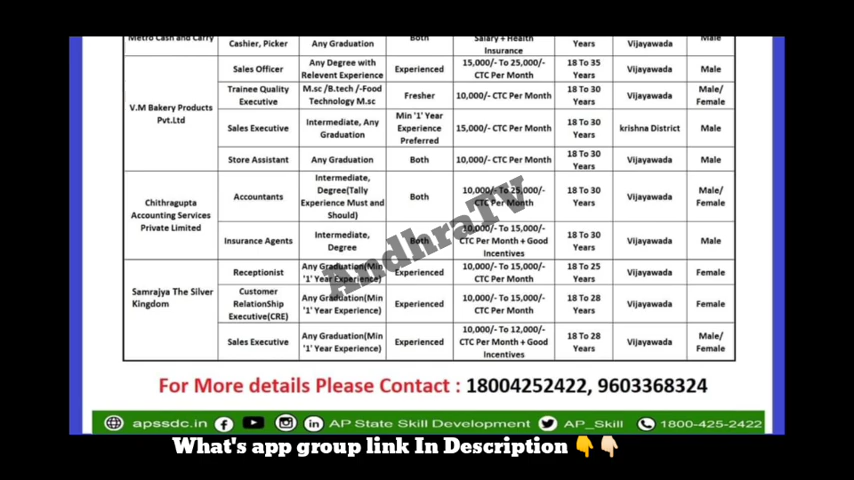 Metro Cash and Carry
Cashier, Picker
Any Graduation
Both
Salary + Health
Insurance
Years
Vijayawada
Male
V.M Bakery Products
Pvt.Ltd
Sales Officer
Any Degree with
Relevent Experience
Experienced
15,000/- To 25,000/-
CTC Per Month
18 To 35
Years
Vijayawada
Male
Trainee Quality
Executive
M.sc /B.tech /-Food
Technology M.sc
Fresher
10,000/- CTC Per Month
18 To 30
Years
Vijayawada
Male/
Female
Sales Executive
Intermediate, Any
Graduation
Min '1' Year
Experience
Preferred
15,000/- CTC Per Month
18 To 30
Years
krishna District
Male
Store Assistant
Any Graduation
Both
10,000/- CTC Per Month
18 To 30
Years
Vijayawada
Male
Chithragupta
Accounting Services
Private Limited
Accountants
Intermediate,
Degree(Tally
Experience Must and
Should)
Both
10,000/- To 25,000/-
CTC Per Month
18 To 30
Years
Vijayawada
Male/
Female
Insurance Agents
Intermediate,
Degree
Both
10,000/- To 15,000/-
CTC Per Month + Good
Incentives
18 To 30
Years
Vijayawada
Male
Samrajya The Silver
Kingdom
Receptionist
Any Graduation(Min
'1' Year Experience)
Experienced
10,000/- To 15,000/-
CTC Per Month
18 To 25
Years
Vijayawada
Female
Customer
RelationShip
Executive(CRE)
Any Graduation(Min
'1' Year Experience)
Experienced
10,000/- To 15,000/-
CTC Per Month
18 To 28
Years
Vijayawada
Female
Sales Executive
Any Graduation(Min
'1' Year Experience)
Experienced
10,000/- To 12,000/-
CTC Per Month + Good
Incentives
18 To 28
Years
Vijayawada
Male/
Female
AndhraTV
For More details Please Contact : 18004252422, 9603368324
apssdc.in AP State Skill Development AP_Skill 1800-425-2422
What's app group link In Description 👇👇🏻